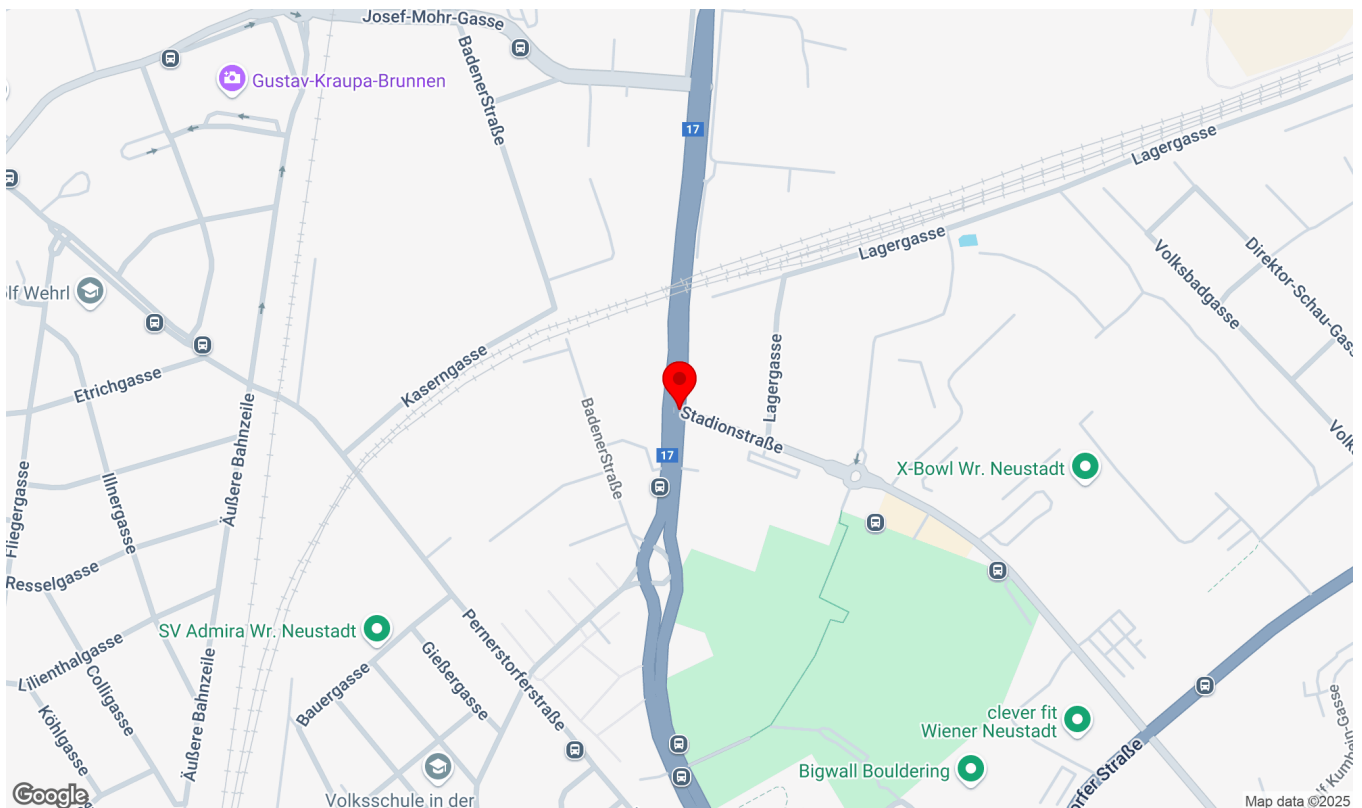 Josef-Mohr-Gasse
BadenerStraße
Gustav-Kraupa-Brunnen
17
Lagergasse
Lagergasse
Volksbadgasse
Direktor-Schau-Gass
olf Wehrl
Etrichgasse
Kaserngasse
Lagergasse
Stadionstraße
BadenerStraße
17
X-Bowl Wr. Neustadt
Äußere Bahnzeile
Illnergasse
Fliegergasse
Resselgasse
SV Admira Wr. Neustadt
Pernerstorferstraße
Gießergasse
Lilienthalgasse
Colligasse
Bauergasse
Köhlgasse
Äußere Bahnzeile
clever fit
Wiener Neustadt
Bigwall Bouldering
orfer Straße
Volksschule in der
Google
Map data ©2025